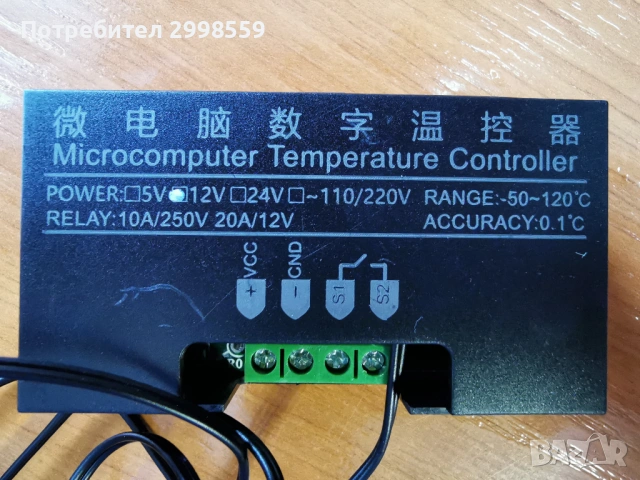 Потребител 2998559
微电脑数字温控器
Microcomputer Temperature Controller
POWER:□5V □12V □24V □~110/220V RANGE:-50~120℃
RELAY:10A/250V 20A/12V ACCURACY:0.1℃
+ VCC - GND S1 S2
BAZAR